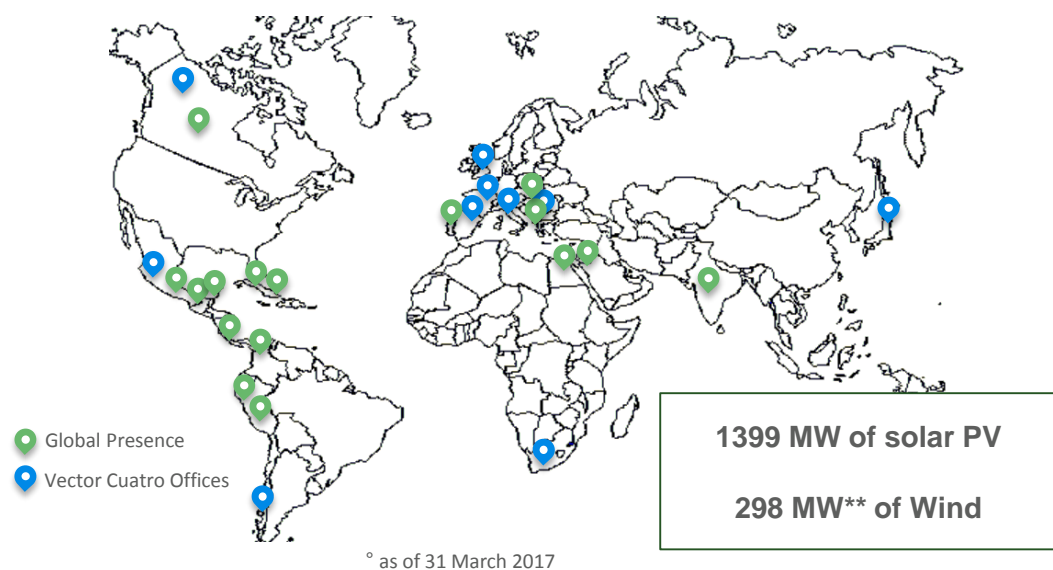 Global Presence
Vector Cuatro Offices
1399 MW of solar PV
298 MW** of Wind
° as of 31 March 2017